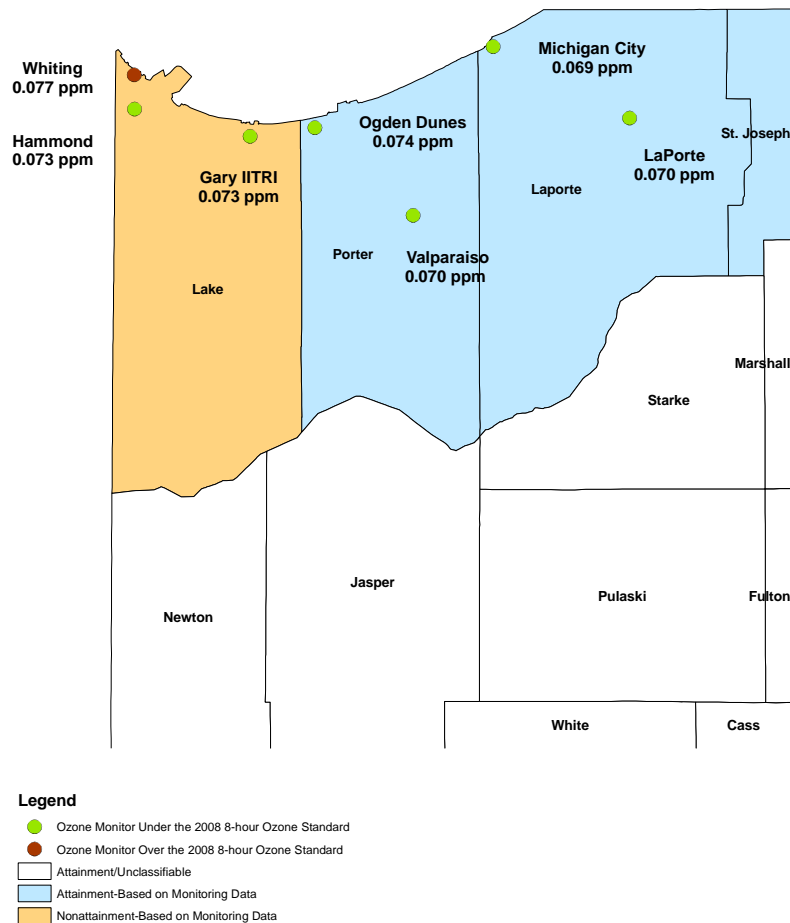 Michigan City
0.069 ppm
Whiting
0.077 ppm
Ogden Dunes
0.074 ppm
St. Joseph
Hammond
0.073 ppm
LaPorte
0.070 ppm
Gary IITRI
0.073 ppm
Laporte
Porter
Valparaiso
0.070 ppm
Lake
Marshall
Starke
Jasper
Pulaski
Fulton
Newton
White
Cass
Legend
Ozone Monitor Under the 2008 8-hour Ozone Standard
Ozone Monitor Over the 2008 8-hour Ozone Standard
Attainment/Unclassifiable
Attainment-Based on Monitoring Data
Nonattainment-Based on Monitoring Data